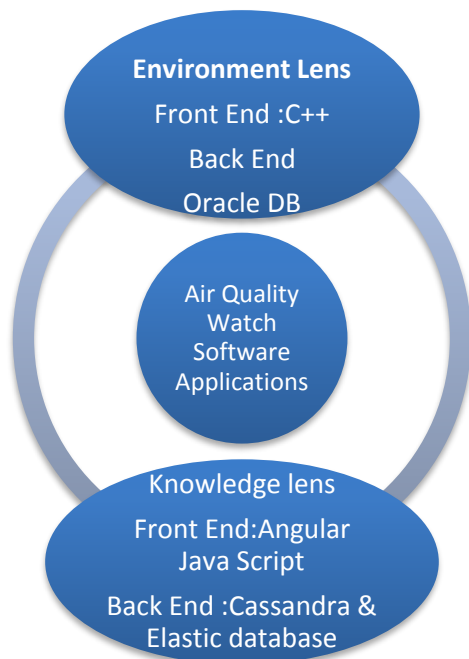 Environment Lens
Front End :C++
Back End
Oracle DB
Air Quality
Watch
Software
Applications
Knowledge lens
Front End:Angular
Java Script
Back End :Cassandra &
Elastic database